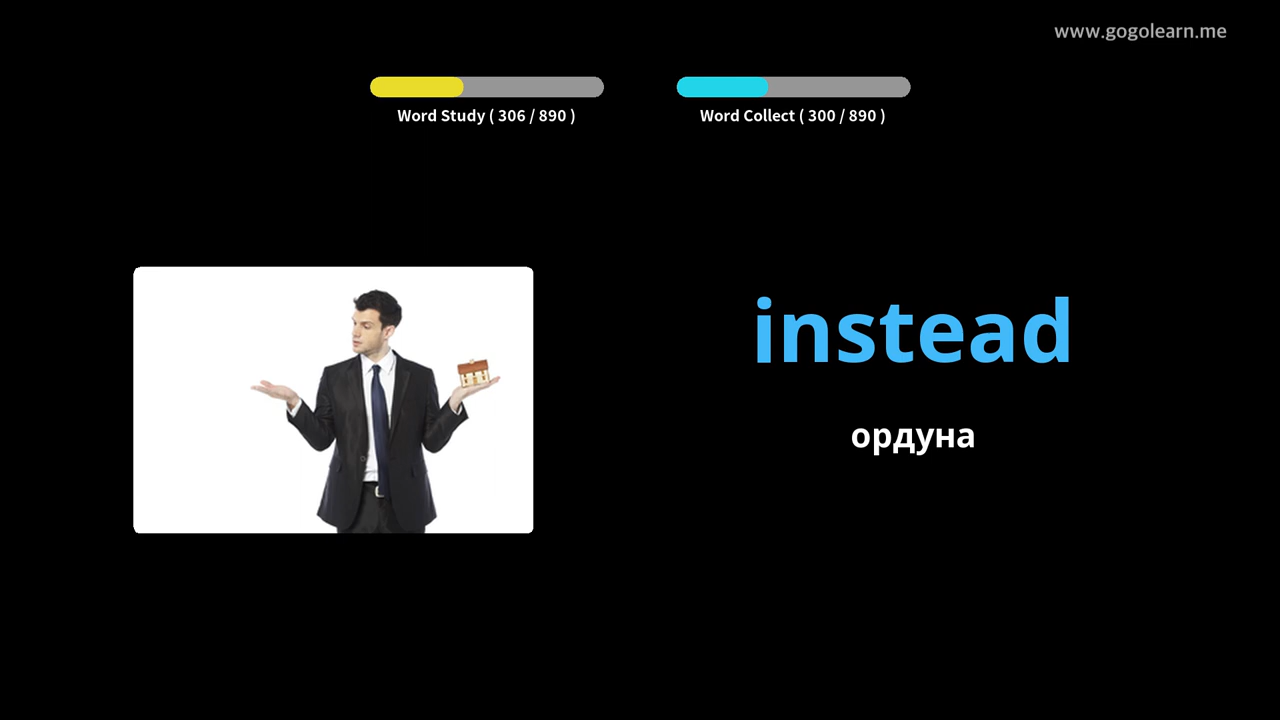 www.gogolearn.me
Word Study ( 306 / 890 )
Word Collect ( 300 / 890 )
instead
ордуна